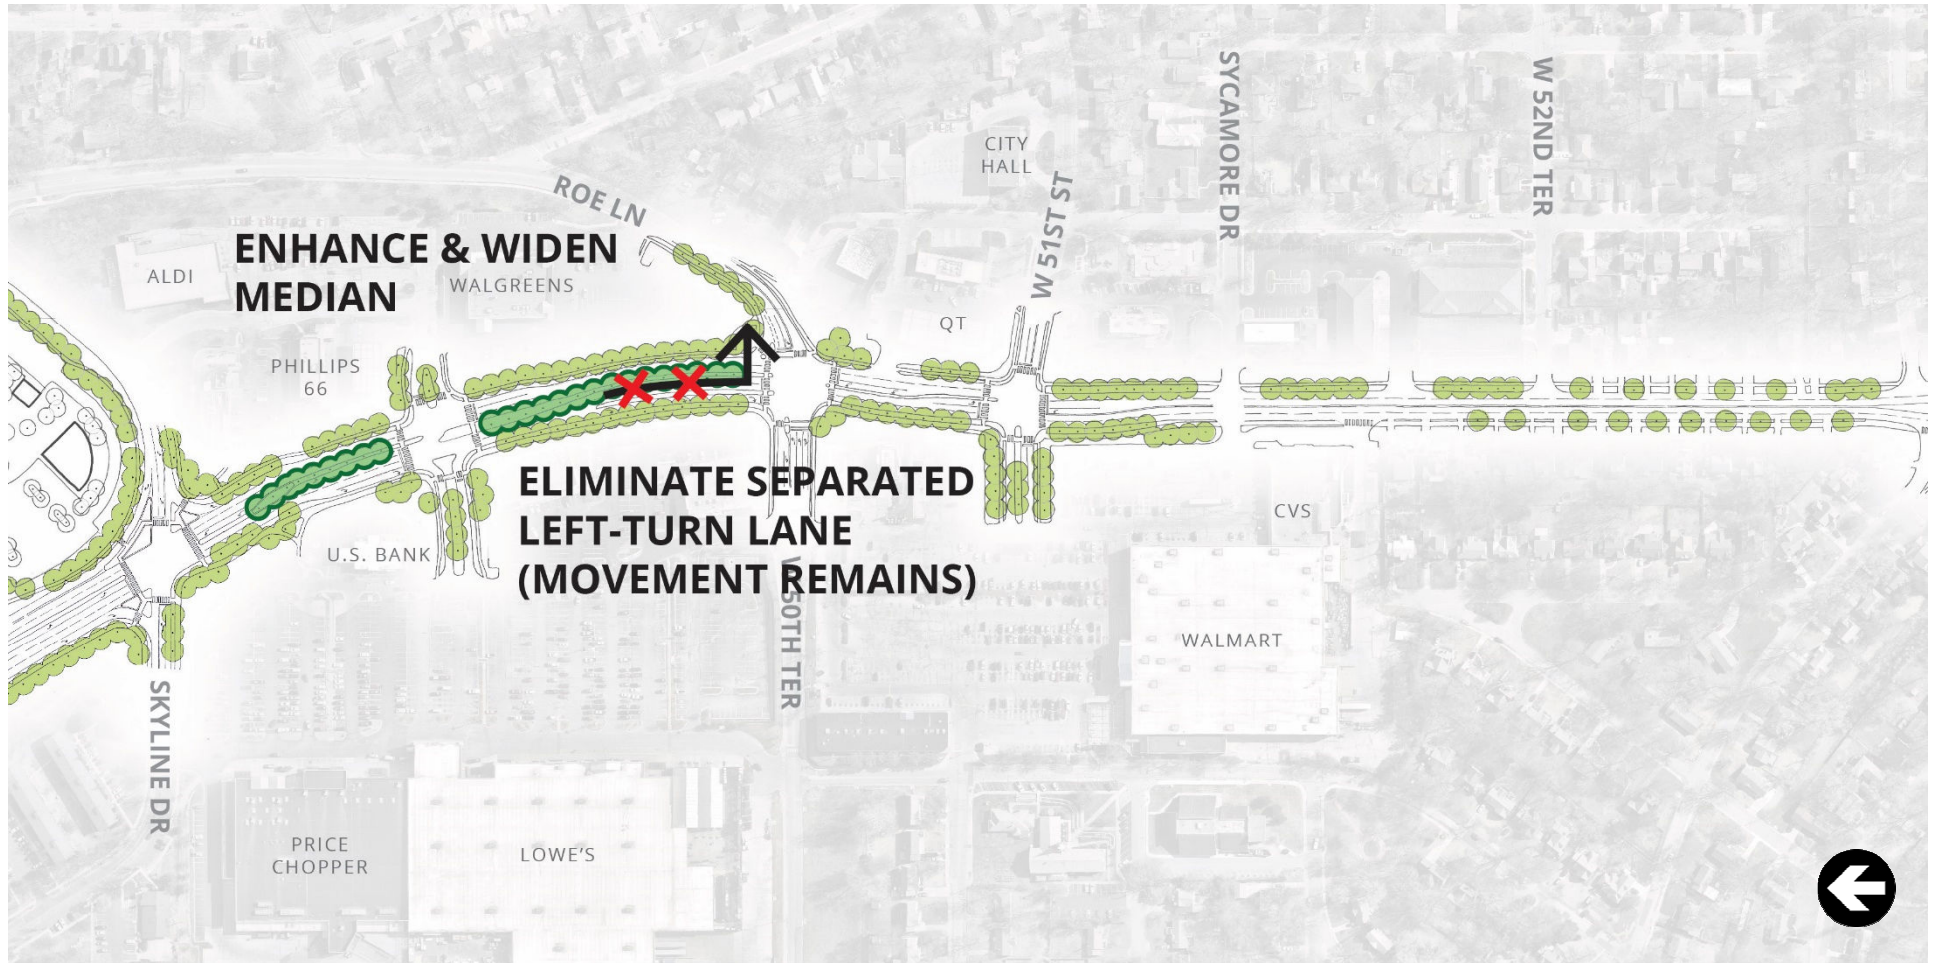 SYCAMORE DR
W 52ND TER
CITY
HALL
ROE LN
W 51ST ST
ENHANCE & WIDEN
MEDIAN
ALDI
WALGREENS
QT
PHILLIPS
66
ELIMINATE SEPARATED
LEFT-TURN LANE
(MOVEMENT REMAINS)
CVS
U.S. BANK
W 50TH TER
WALMART
SKYLINE DR
PRICE
CHOPPER
LOWE'S